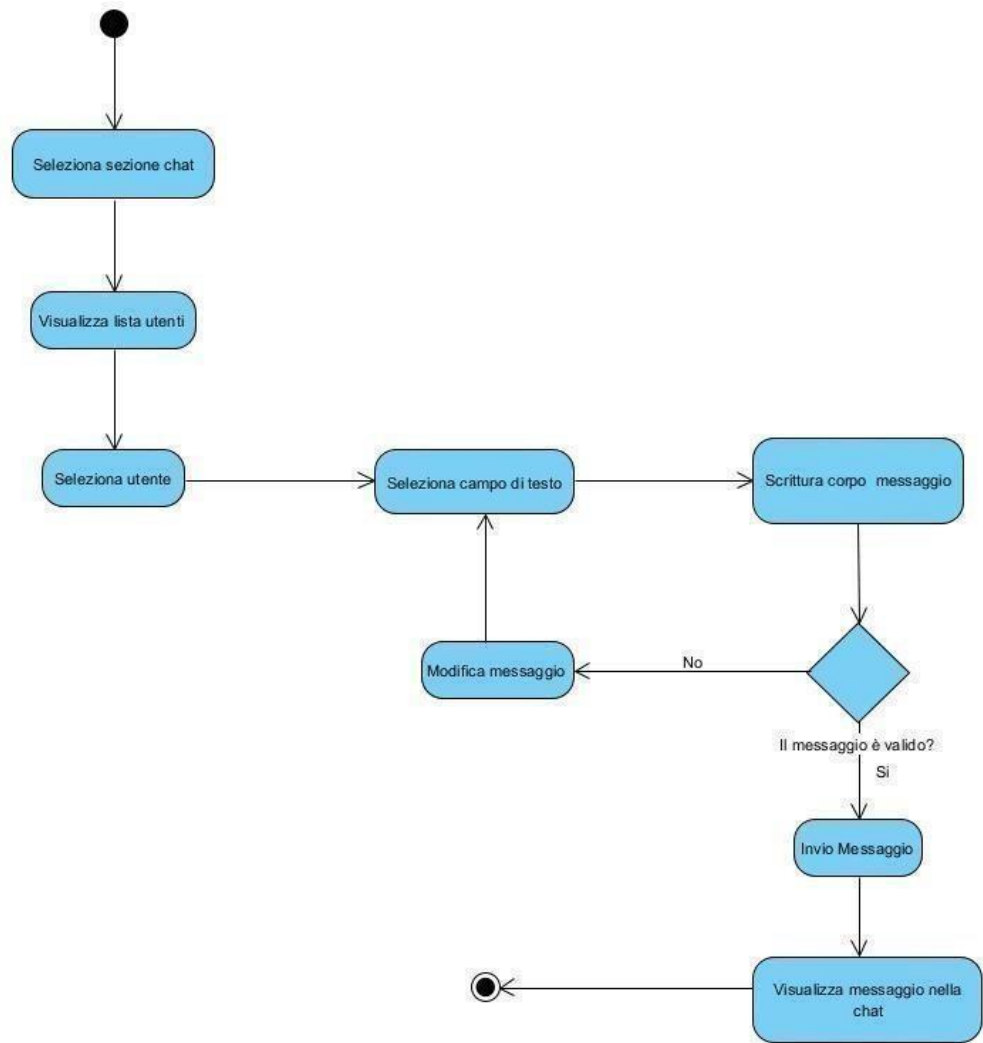 Seleziona sezione chat
Visualizza lista utenti
Seleziona utente
Seleziona campo di testo
Scrittura corpo messaggio
Modifica messaggio
No
Il messaggio è valido?
Si
Invio Messaggio
Visualizza messaggio nella
chat